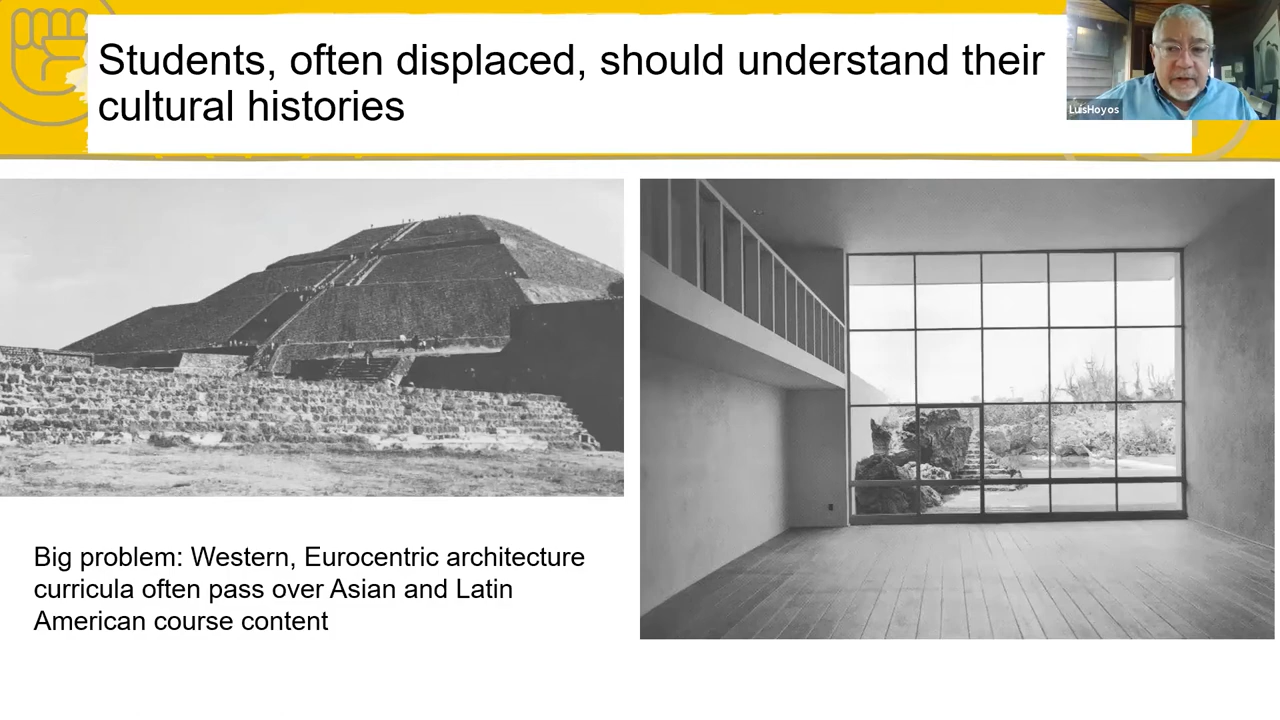 Students, often displaced, should understand their
cultural histories
LuisHoyos
Big problem: Western, Eurocentric architecture
curricula often pass over Asian and Latin
American course content